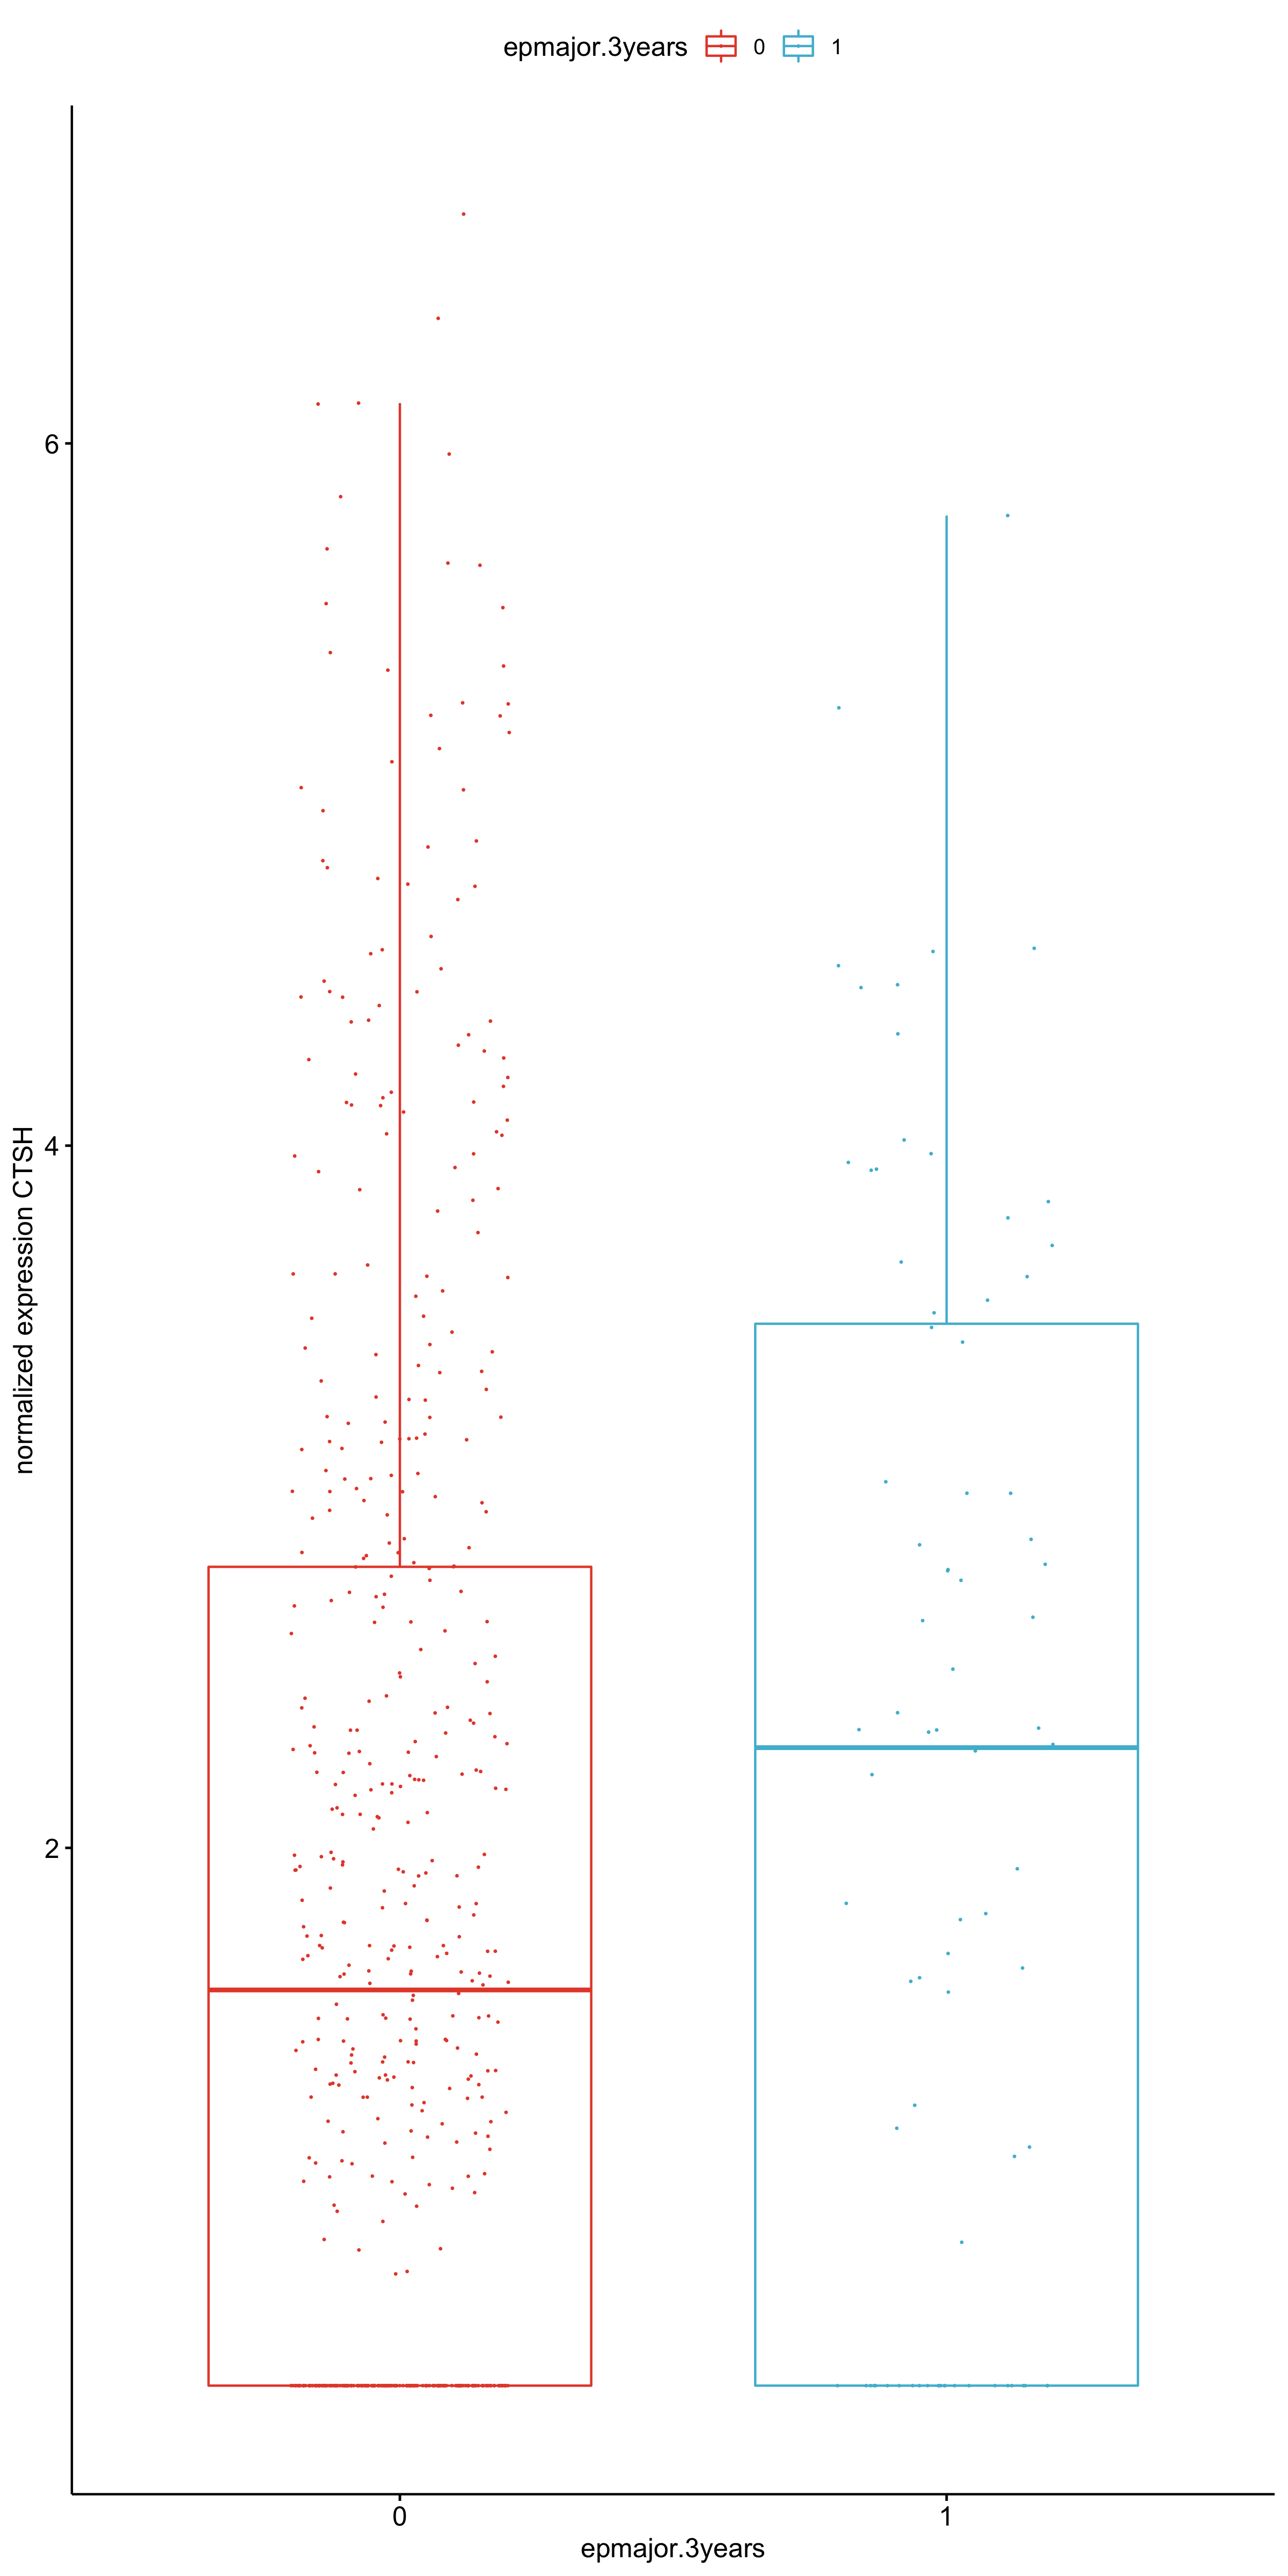 epmajor.3years 0 1
6
4
2
normalized expression CTSH
0 1
epmajor.3years